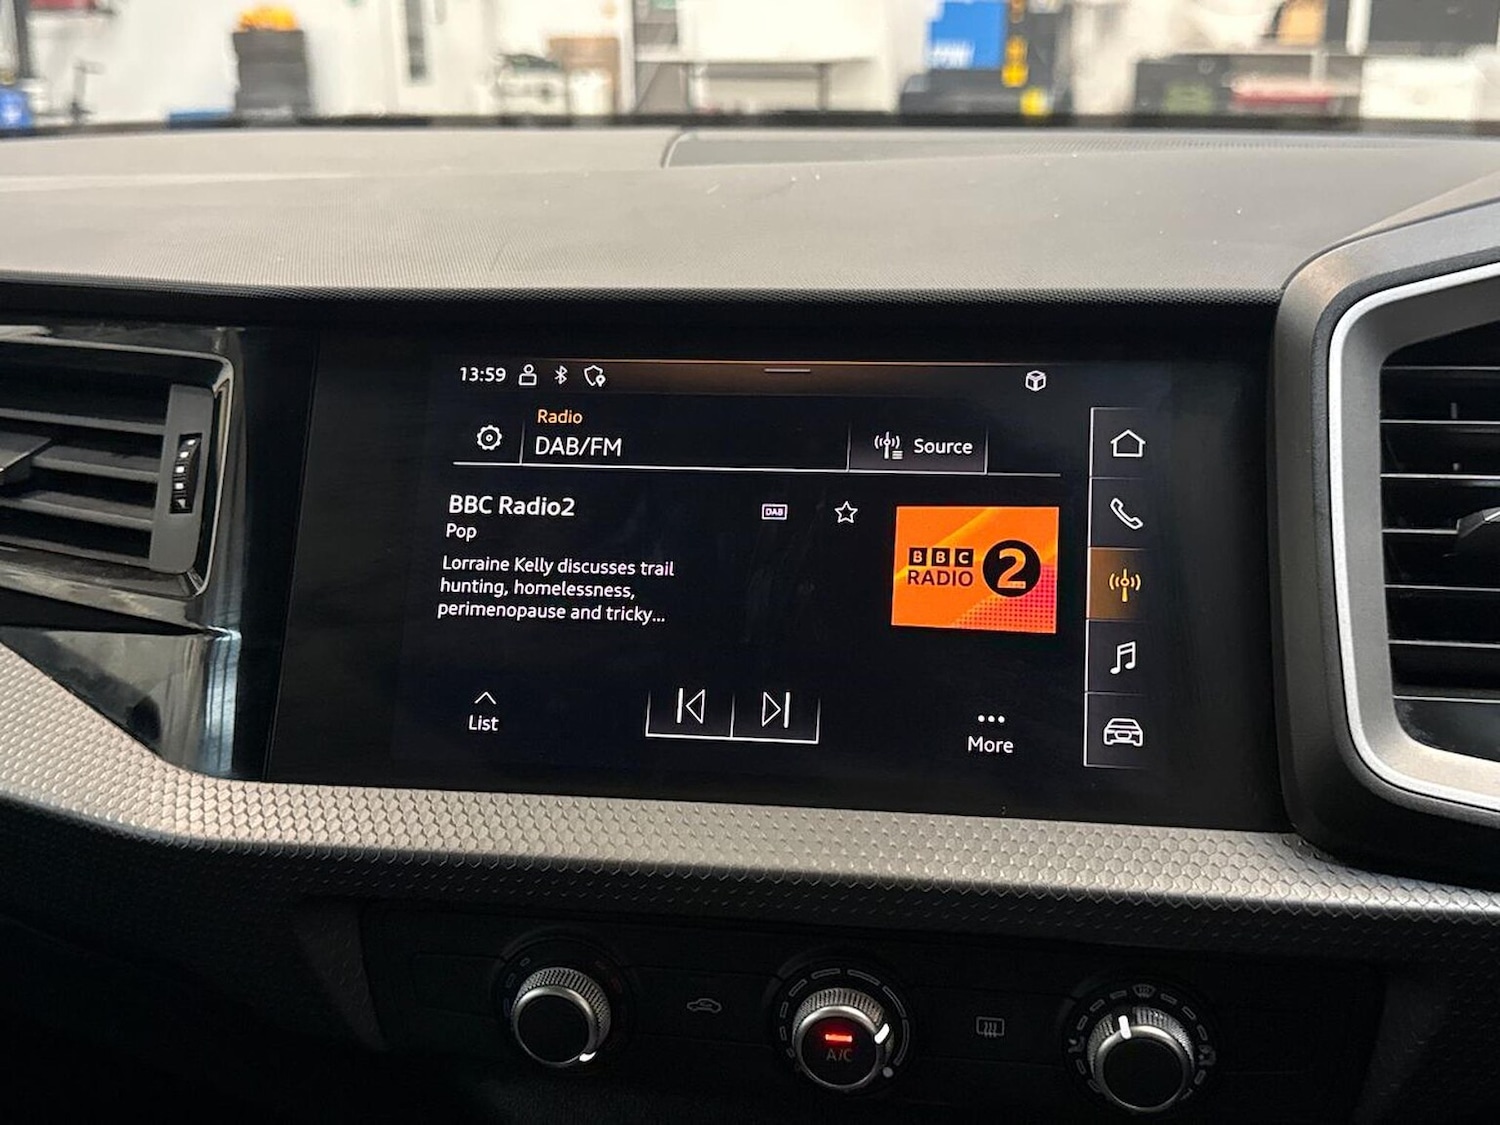 13:59
Radio
DAB/FM
Source
BBC Radio2
DAB
Pop
Lorraine Kelly discusses trail
hunting, homelessness,
perimenopause and tricky...
BBC
RADIO 2
List
More
A/C